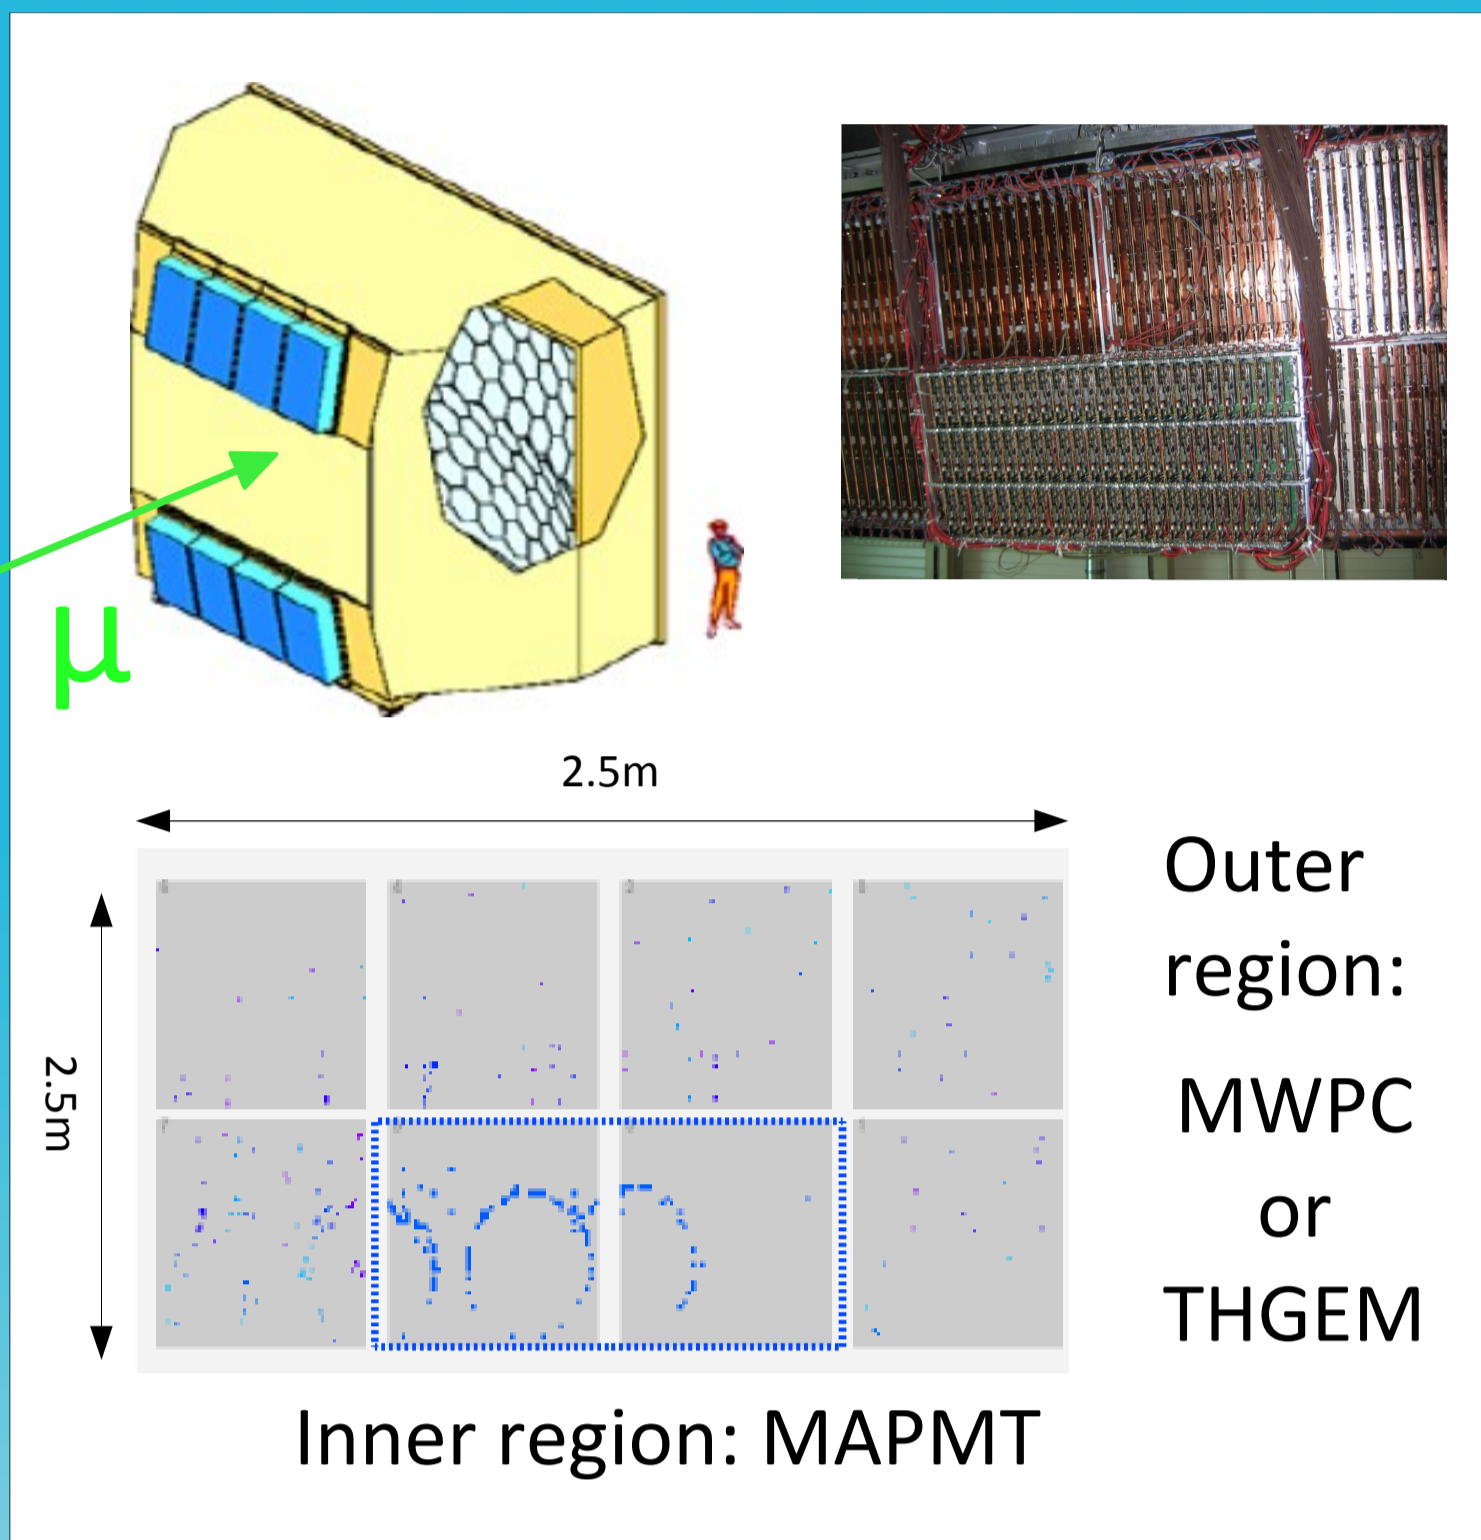 μ
2.5m
2.5m
Outer
region:
MWPC
or
THGEM
Inner region: MAPMT